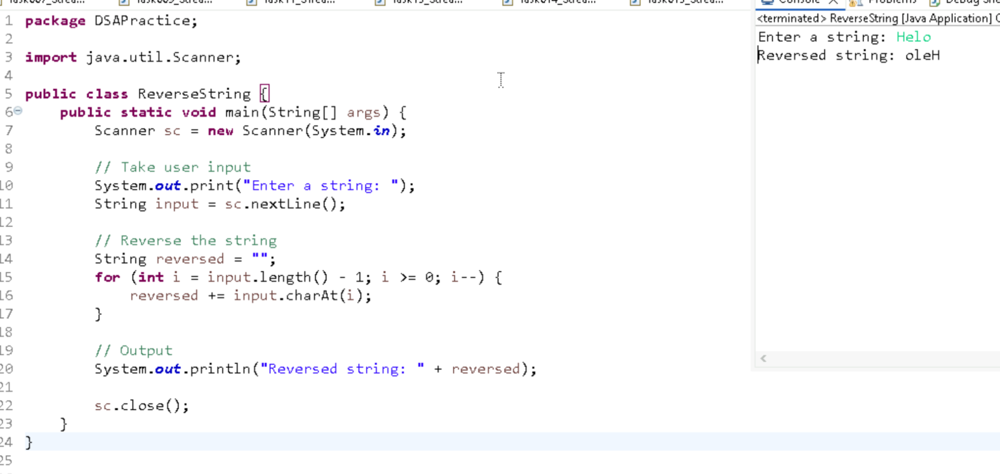 Console
Problems
<terminated> ReverseString [Java Application]
1 package DSAPractice;
2
3 import java.util.Scanner;
4
5 public class ReverseString {
6 public static void main(String[] args) {
7 Scanner sc = new Scanner(System.in);
8
9 // Take user input
10 System.out.print("Enter a string: ");
11 String input = sc.nextLine();
12
13 // Reverse the string
14 String reversed = "";
15 for (int i = input.length() - 1; i >= 0; i--) {
16 reversed += input.charAt(i);
17 }
18
19 // Output
20 System.out.println("Reversed string: " + reversed);
21
22 sc.close();
23 }
24 }
25
Enter a string: Helo
Reversed string: oleH